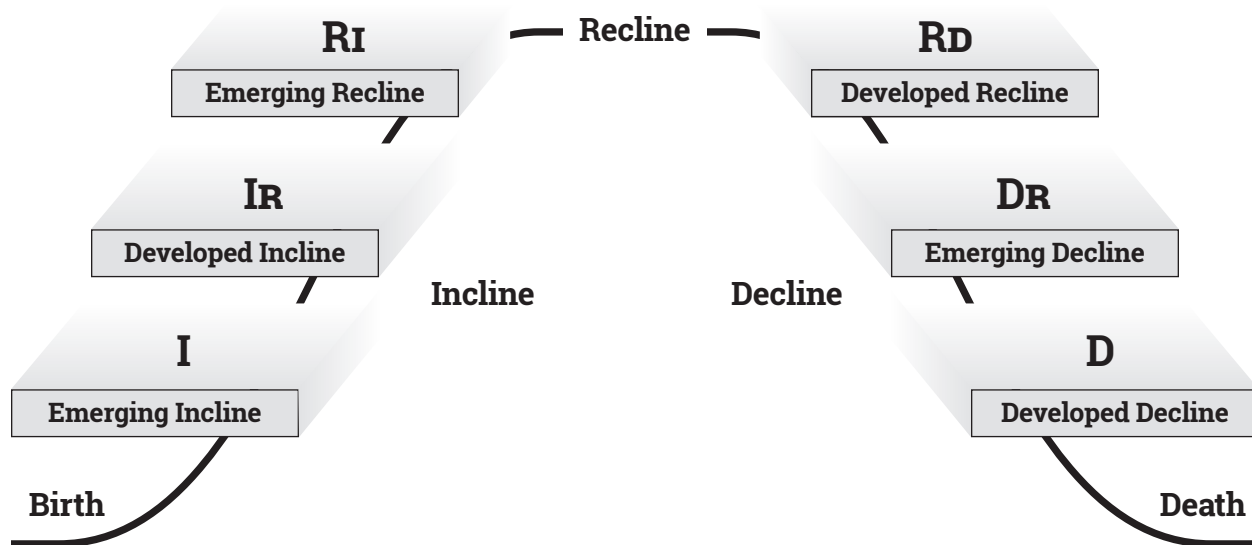 RI
Recline
RD
Emerging Recline
Developed Recline
IR
DR
Developed Incline
Emerging Decline
Incline
Decline
I
D
Emerging Incline
Developed Decline
Birth
Death